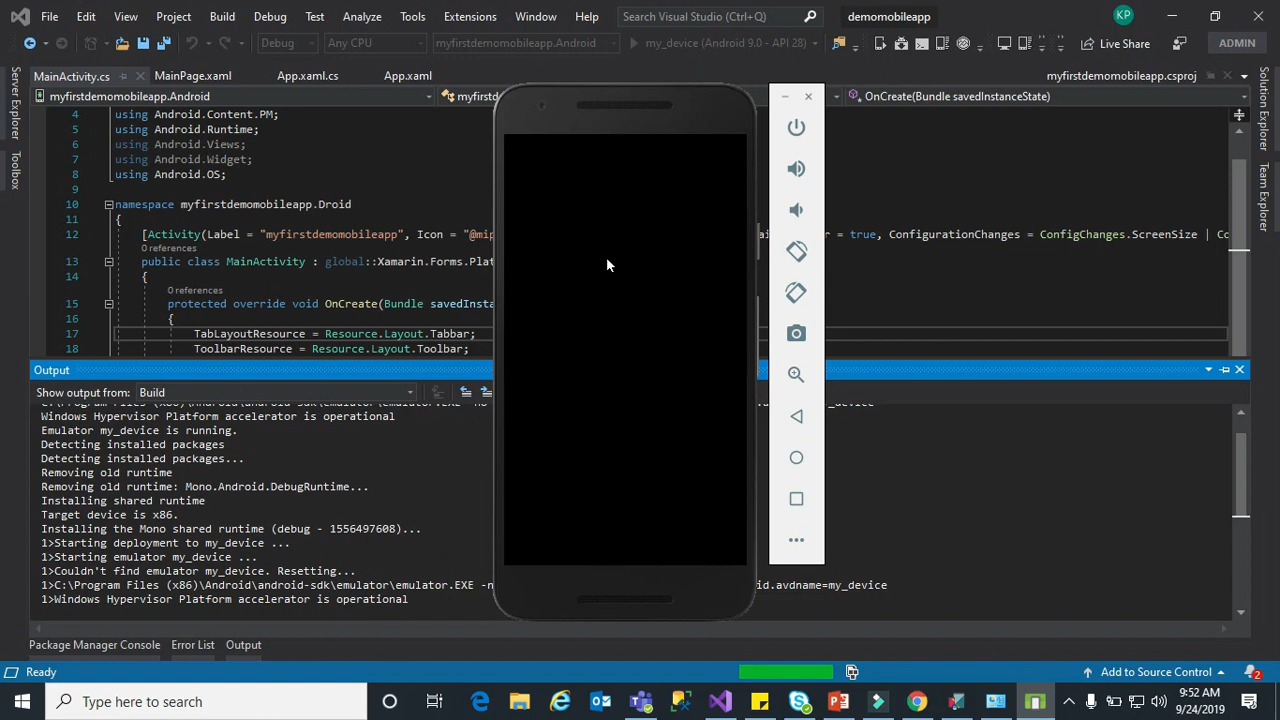 File Edit View Project Build Debug Test Analyze Tools Extensions Window Help Search Visual Studio (Ctrl+Q) demomobileapp KP
Debug Any CPU myfirstdemomobileapp.Android my_device (Android 9.0 - API 28) Live Share ADMIN
MainActivity.cs MainPage.xaml App.xaml.cs App.xaml myfirstdemomobileapp.csproj
myfirstdemomobileapp.Android OnCreate(Bundle savedInstanceState)
Server Explorer
Toolbox
Solution Explorer
Team Explorer
4 using Android.Content.PM;
5 using Android.Runtime;
6 using Android.Views;
7 using Android.Widget;
8 using Android.OS;
9
10 namespace myfirstdemomobileapp.Droid
11 {
12 [Activity(Label = "myfirstdemomobileapp", Icon = = true, ConfigurationChanges = ConfigChanges.ScreenSize |
0 references
13 public class MainActivity : global::Xamarin.Forms.
14 {
0 references
15 protected override void OnCreate(Bundle
16 {
17 TabLayoutResource = Resource.Layout.Tabbar;
18 ToolbarResource = Resource.Layout.Toolbar;
Output
Show output from: Build
Windows Hypervisor Platform accelerator is operational
Emulator my_device is running.
Detecting installed packages
Detecting installed packages...
Removing old runtime
Removing old runtime: Mono.Android.DebugRuntime...
Installing shared runtime
Target device is x86.
Installing the Mono shared runtime (debug - 1556497608)...
1>Starting deployment to my_device ...
1>Starting emulator my_device ...
1>Couldn't find emulator my_device. Resetting...
1>C:\Program Files (x86)\Android\android-sdk\emulator\emulator.EXE id.avdname=my_device
1>Windows Hypervisor Platform accelerator is operational
Package Manager Console Error List Output
Ready Add to Source Control 2
Type here to search 9:52 AM
9/24/2019